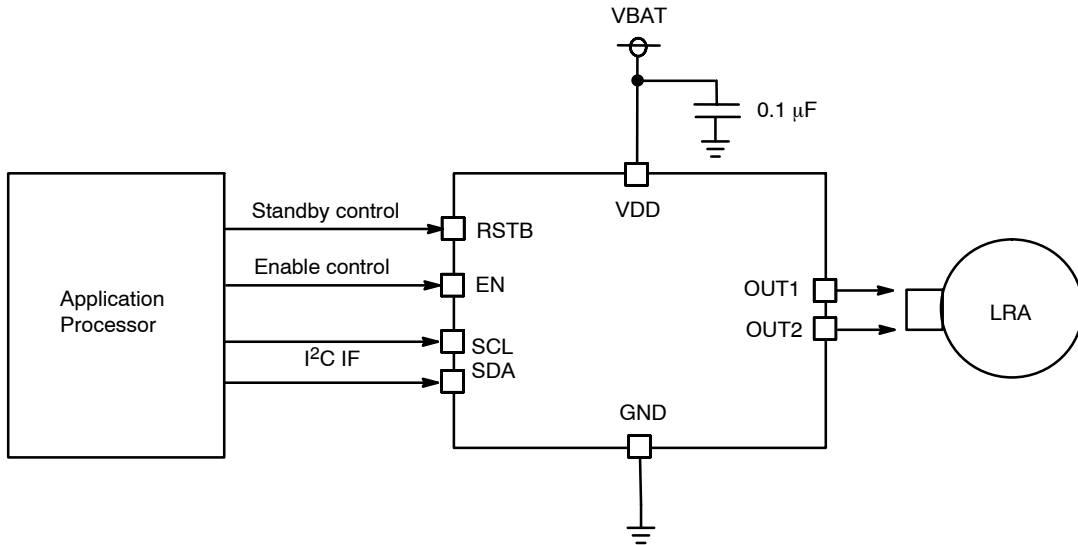 VBAT
0.1 μF
VDD
Standby control
RSTB
Enable control
EN
Application
Processor
I²C IF
SCL
SDA
OUT1
OUT2
LRA
GND